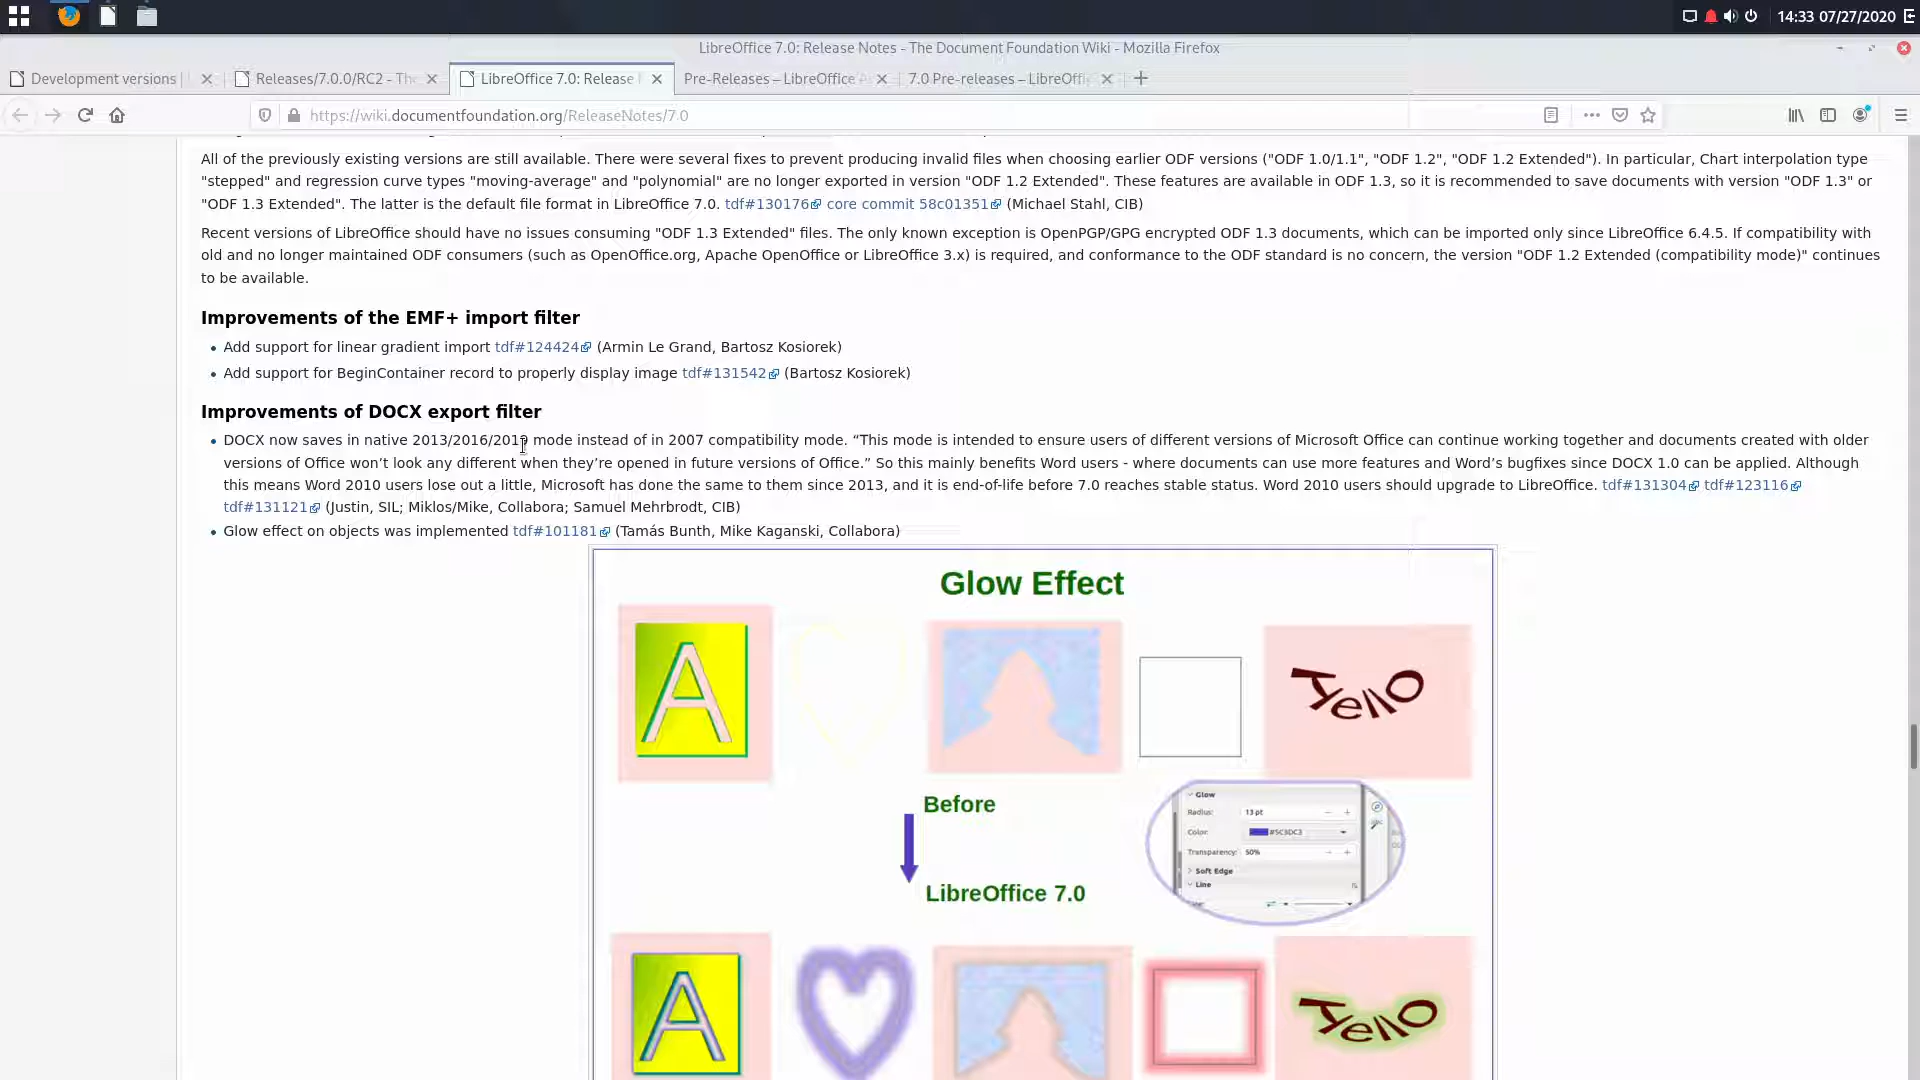 14:33 07/27/2020
LibreOffice 7.0: Release Notes - The Document Foundation Wiki - Mozilla Firefox
Development versions | Releases/7.0.0/RC2 - The LibreOffice 7.0: Release Pre-Releases – LibreOffice 7.0 Pre-releases – LibreOffi
https://wiki.documentfoundation.org/ReleaseNotes/7.0
All of the previously existing versions are still available. There were several fixes to prevent producing invalid files when choosing earlier ODF versions ("ODF 1.0/1.1", "ODF 1.2", "ODF 1.2 Extended"). In particular, Chart interpolation type
"stepped" and regression curve types "moving-average" and "polynomial" are no longer exported in version "ODF 1.2 Extended". These features are available in ODF 1.3, so it is recommended to save documents with version "ODF 1.3" or
"ODF 1.3 Extended". The latter is the default file format in LibreOffice 7.0. tdf#130176 core commit 58c01351 (Michael Stahl, CIB)
Recent versions of LibreOffice should have no issues consuming "ODF 1.3 Extended" files. The only known exception is OpenPGP/GPG encrypted ODF 1.3 documents, which can be imported only since LibreOffice 6.4.5. If compatibility with
old and no longer maintained ODF consumers (such as OpenOffice.org, Apache OpenOffice or LibreOffice 3.x) is required, and conformance to the ODF standard is no concern, the version "ODF 1.2 Extended (compatibility mode)" continues
to be available.
Improvements of the EMF+ import filter
• Add support for linear gradient import tdf#124424 (Armin Le Grand, Bartosz Kosiorek)
• Add support for BeginContainer record to properly display image tdf#131542 (Bartosz Kosiorek)
Improvements of DOCX export filter
• DOCX now saves in native 2013/2016/2019 mode instead of in 2007 compatibility mode. “This mode is intended to ensure users of different versions of Microsoft Office can continue working together and documents created with older
versions of Office won’t look any different when they’re opened in future versions of Office.” So this mainly benefits Word users - where documents can use more features and Word’s bugfixes since DOCX 1.0 can be applied. Although
this means Word 2010 users lose out a little, Microsoft has done the same to them since 2013, and it is end-of-life before 7.0 reaches stable status. Word 2010 users should upgrade to LibreOffice. tdf#131304 tdf#123116
tdf#131121 (Justin, SIL; Miklos/Mike, Collabora; Samuel Mehrbrodt, CIB)
• Glow effect on objects was implemented tdf#101181 (Tamás Bunth, Mike Kaganski, Collabora)
Glow Effect
A
Hello
Before
Glow
Radius: 13 pt
Color: #5C3DC3
Transparency: 50%
Soft Edge
Line
LibreOffice 7.0
A
Hello